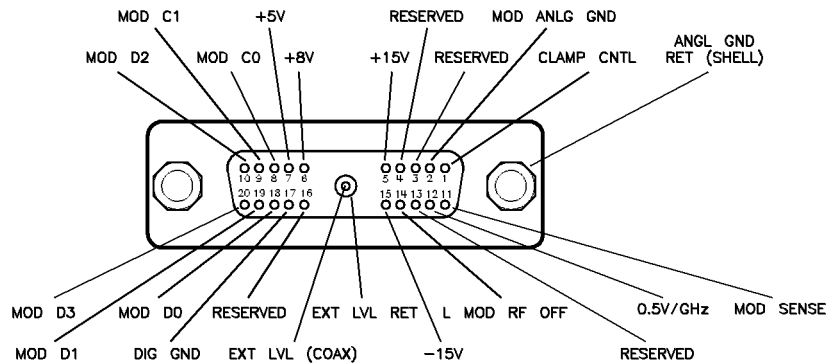 MOD C1 +5V RESERVED MOD ANLG GND
ANGL GND
MOD D2 MOD C0 +8V +15V RESERVED CLAMP CNTL RET (SHELL)
10 9 8 7 6 5 4 3 2 1
20 19 18 17 16 15 14 13 12 11
MOD D3 MOD D0 RESERVED EXT LVL RET L MOD RF OFF 0.5V/GHz MOD SENSE
MOD D1 DIG GND EXT LVL (COAX) -15V RESERVED